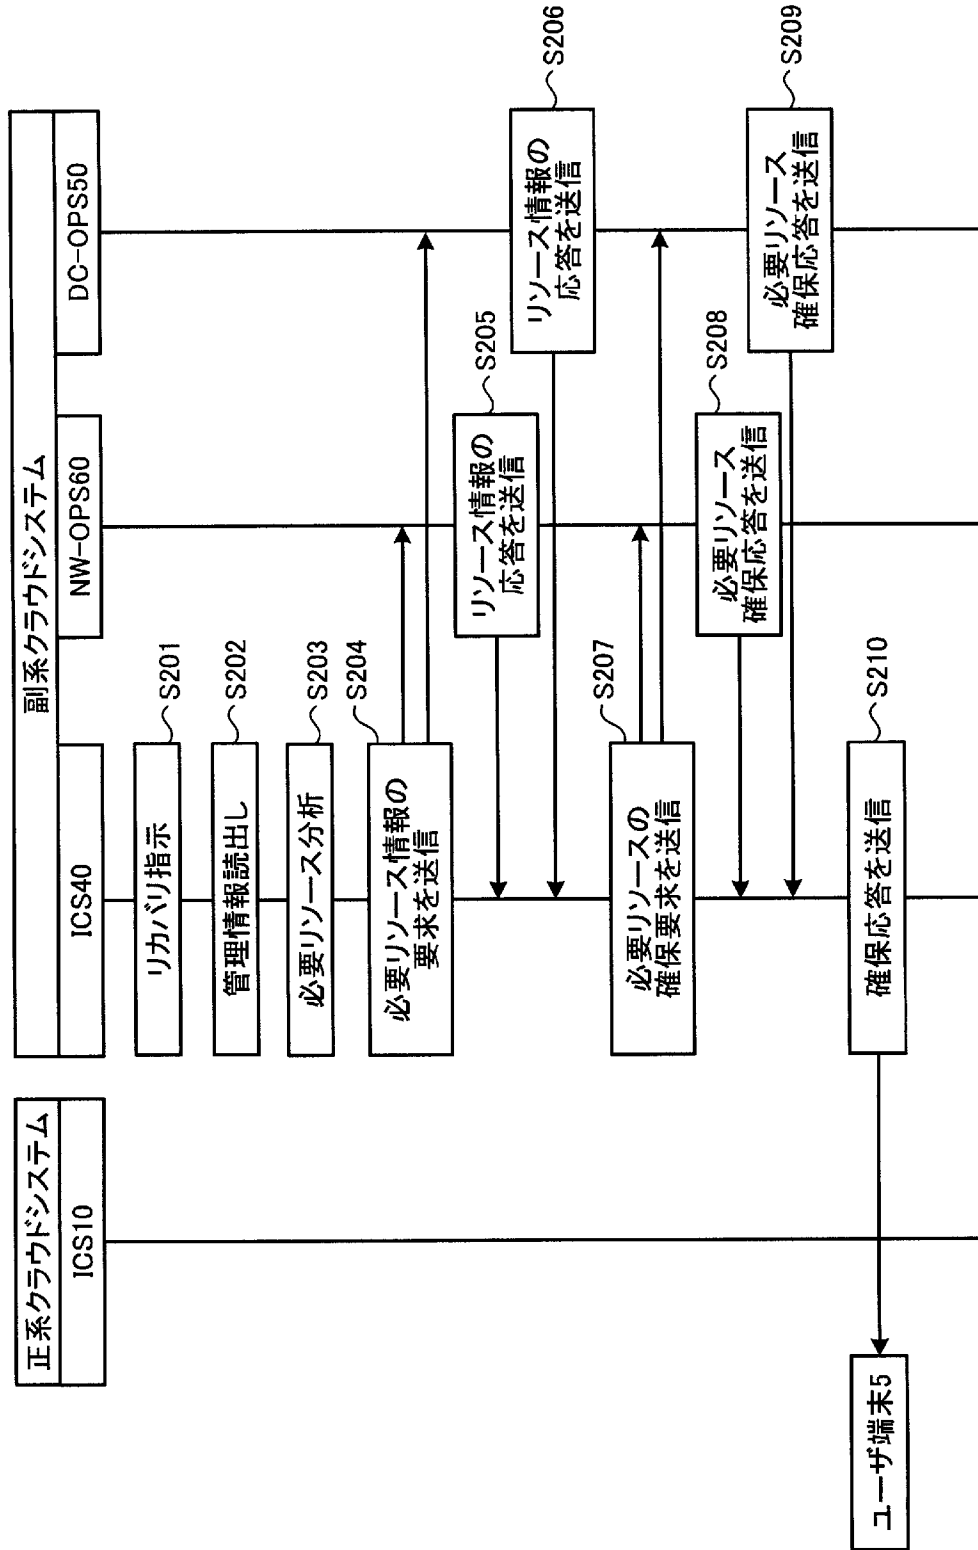 正系クラウドシステム
ICS10
副系クラウドシステム
ICS40
NW-OPS60
DC-OPS50
リカバリ指示
S201
管理情報読出し
S202
必要リソース分析
S203
必要リソース情報の
要求を送信
S204
リソース情報の
応答を送信
S205
リソース情報の
応答を送信
S206
必要リソースの
確保要求を送信
S207
必要リソース
確保応答を送信
S208
必要リソース
確保応答を送信
S209
確保応答を送信
S210
ユーザ端末5